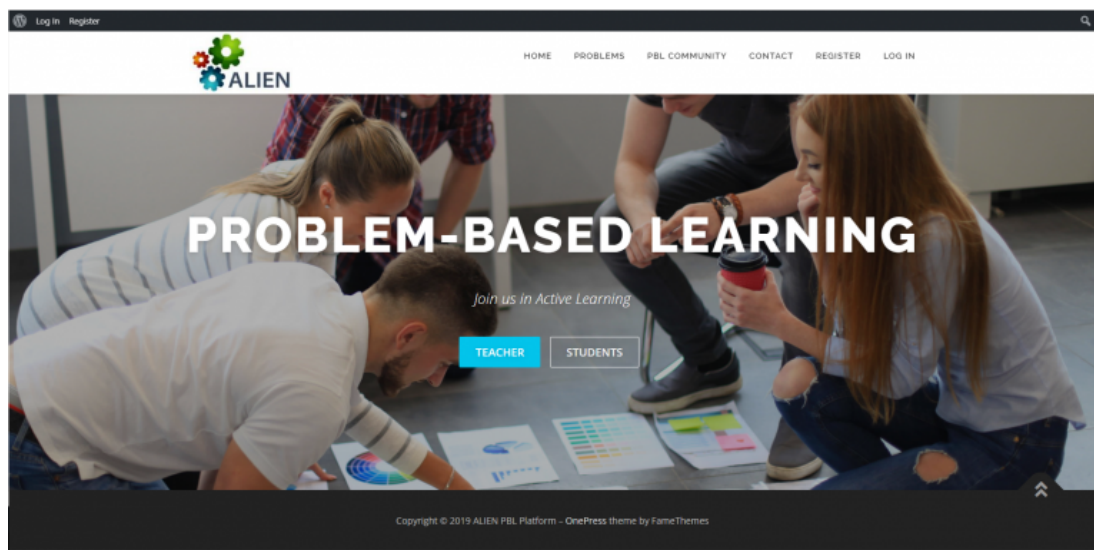 Log In Register
ALIEN
HOME PROBLEMS PBL COMMUNITY CONTACT REGISTER LOG IN
PROBLEM-BASED LEARNING
Join us in Active Learning
TEACHER STUDENTS
Copyright © 2019 ALIEN PBL Platform – OnePress theme by FameThemes